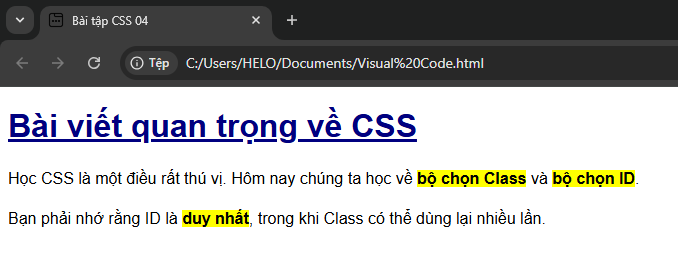 Bài tập CSS 04
Tệp C:/Users/HELO/Documents/Visual%20Code.html
Bài viết quan trọng về CSS
Học CSS là một điều rất thú vị. Hôm nay chúng ta học về bộ chọn Class và bộ chọn ID.
Bạn phải nhớ rằng ID là duy nhất, trong khi Class có thể dùng lại nhiều lần.